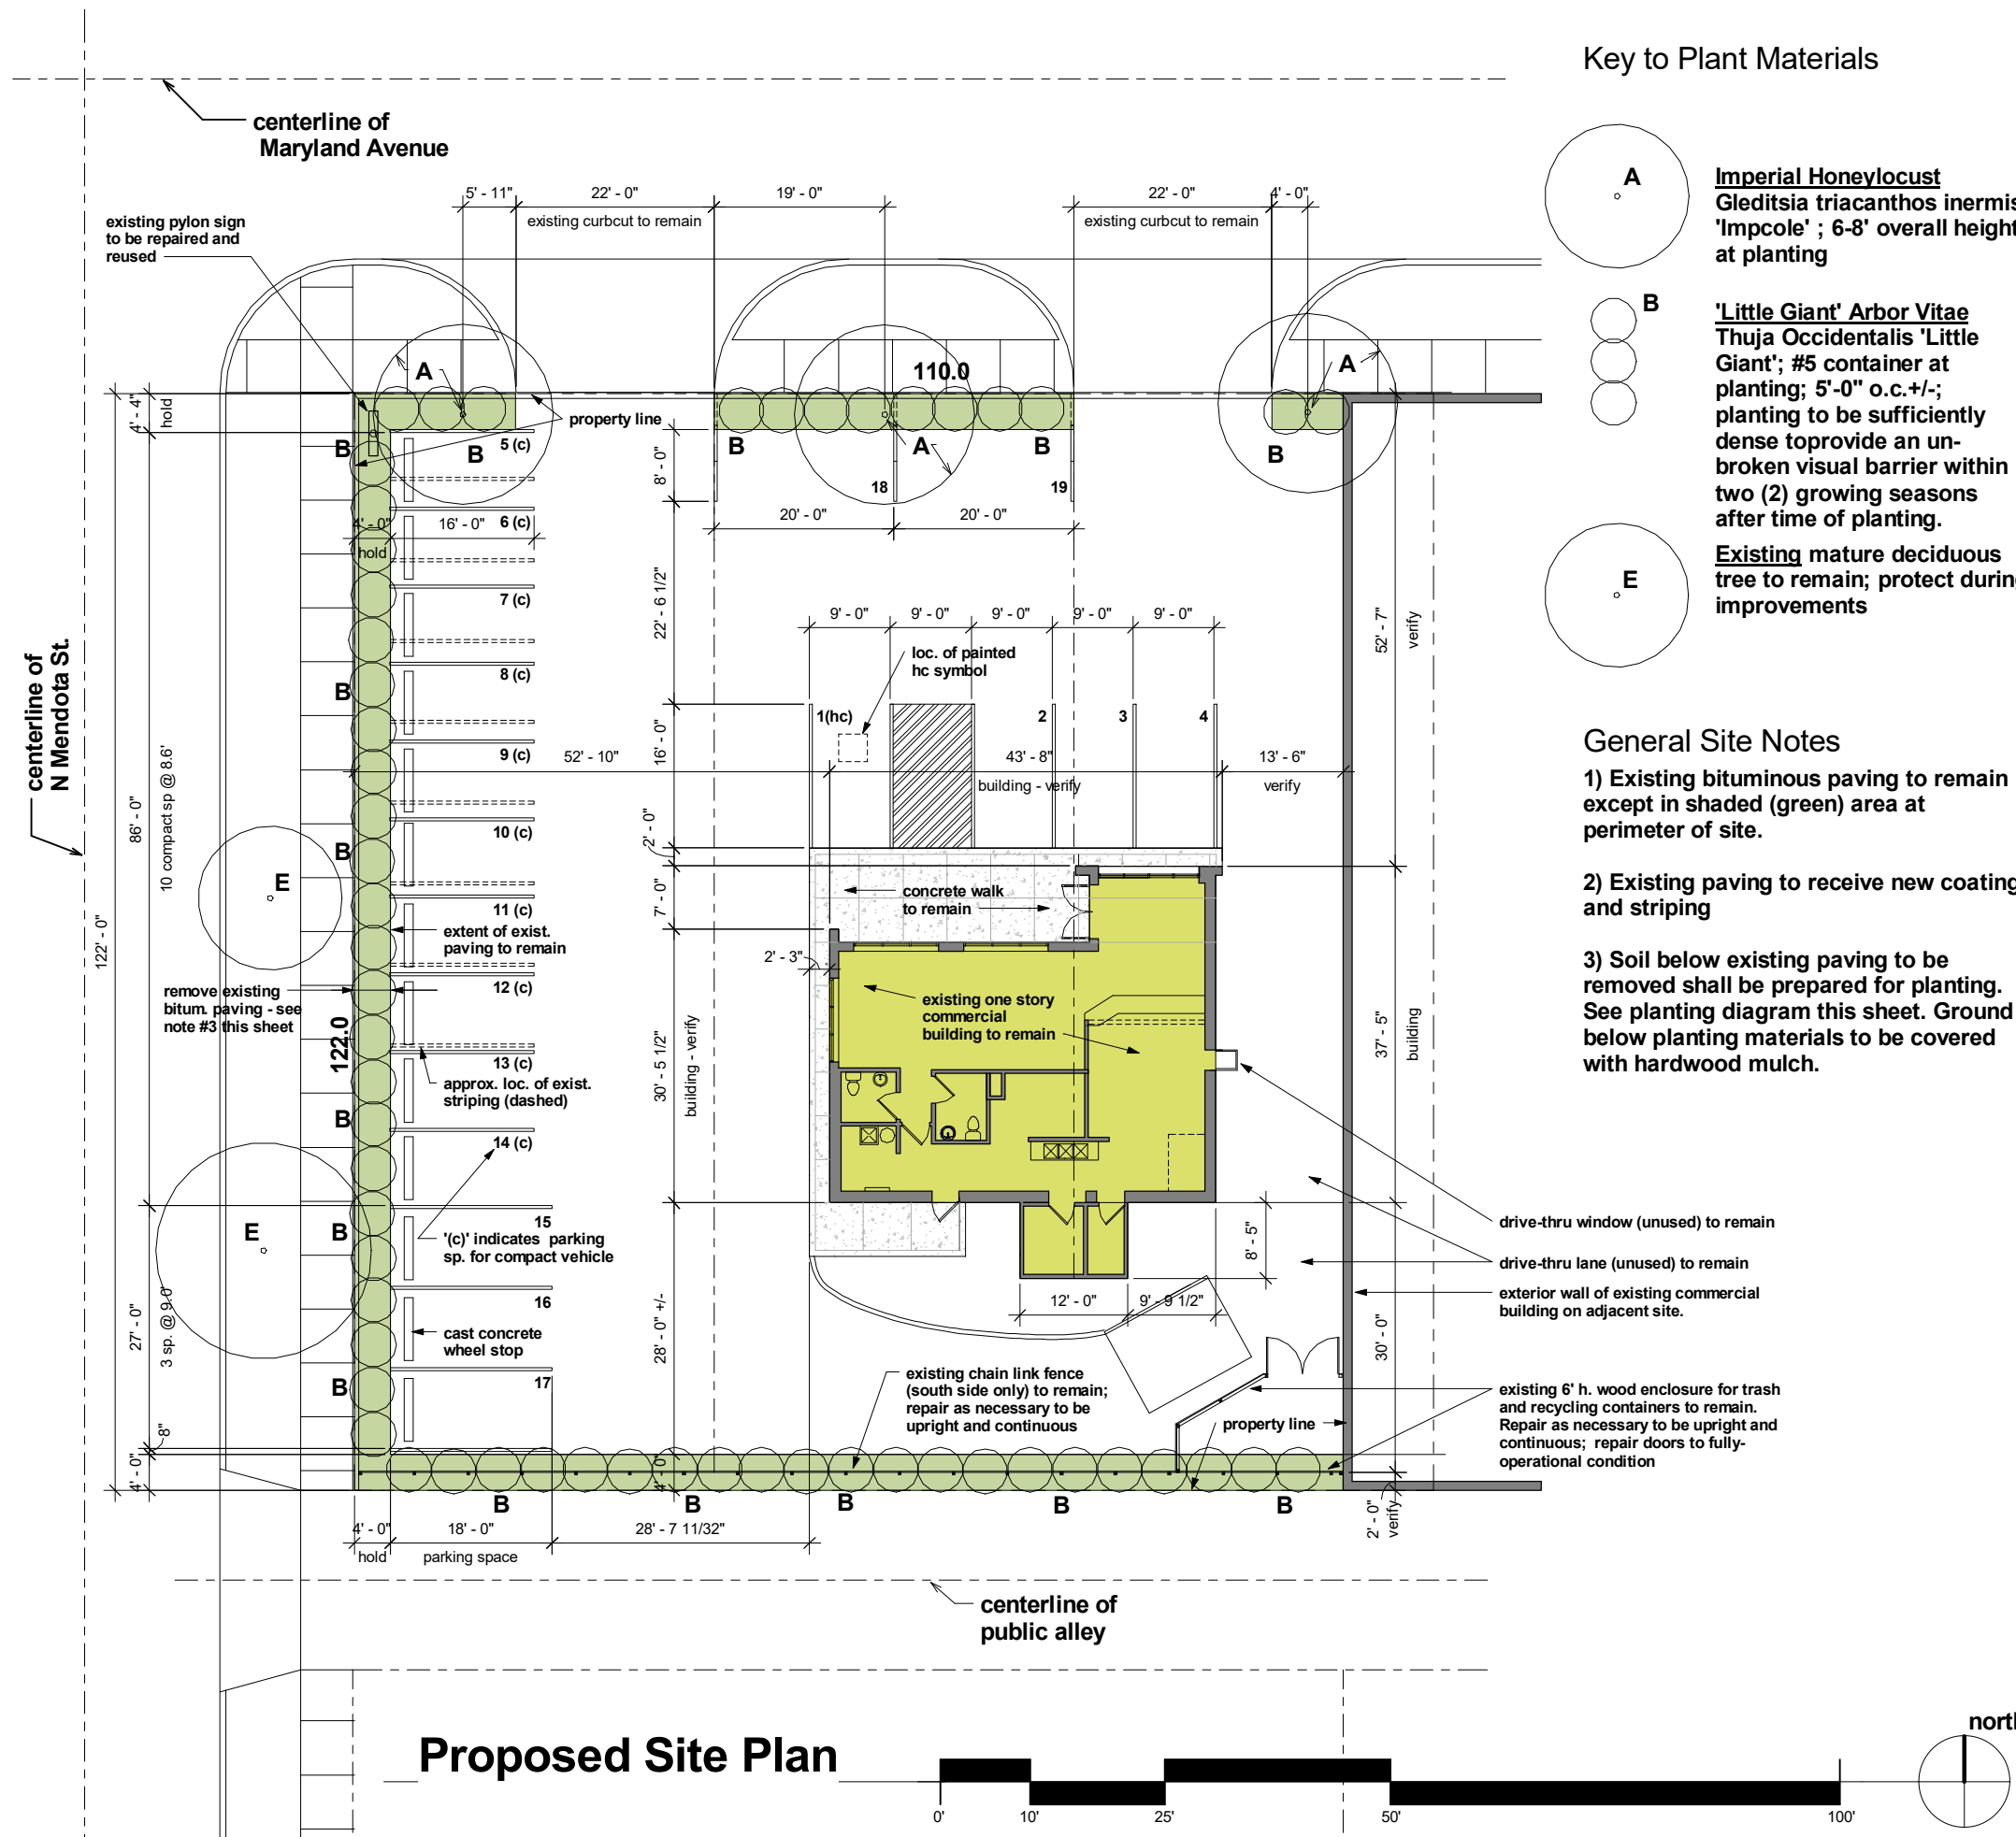 Key to Plant Materials
centerline of
Maryland Avenue
A
Imperial Honeylocust
Gleditsia triacanthos inermis
'Impcole' ; 6-8' overall height
at planting
B
'Little Giant' Arbor Vitae
Thuja Occidentalis 'Little
Giant'; #5 container at
planting; 5'-0" o.c.+/-;
planting to be sufficiently
dense toprovide an un-
broken visual barrier within
two (2) growing seasons
after time of planting.
E
Existing mature deciduous
tree to remain; protect during
improvements
General Site Notes
1) Existing bituminous paving to remain
except in shaded (green) area at
perimeter of site.
2) Existing paving to receive new coating
and striping
3) Soil below existing paving to be
removed shall be prepared for planting.
See planting diagram this sheet. Ground
below planting materials to be covered
with hardwood mulch.
5' - 11"
22' - 0"
existing curbcut to remain
19' - 0"
22' - 0"
existing curbcut to remain
4' - 0"
existing pylon sign
to be repaired and
reused
A
110.0
A
property line
4' - 4"
hold
B
B
5 (c)
B
A
B
B
8' - 0"
18
19
20' - 0"
20' - 0"
4' - 0"
hold
16' - 0"
6 (c)
7 (c)
22' - 6 1/2"
9' - 0"
9' - 0"
9' - 0"
9' - 0"
9' - 0"
52' - 7"
verify
loc. of painted
hc symbol
centerline of
N Mendota St.
8 (c)
B
1(hc)
2
3
4
9 (c)
52' - 10"
16' - 0"
43' - 8"
building - verify
13' - 6"
verify
86' - 0"
10 compact sp @ 8.6'
10 (c)
2' - 0"
B
E
122' - 0"
11 (c)
extent of exist.
paving to remain
7' - 0"
concrete walk
to remain
2' - 3"
remove existing
bitum. paving - see
note #3 this sheet
12 (c)
122.0
existing one story
commercial
building to remain
13 (c)
approx. loc. of exist.
striping (dashed)
30' - 5 1/2"
building - verify
37' - 5"
building
B
14 (c)
E
B
15
'(c)' indicates parking
sp. for compact vehicle
8' - 5"
drive-thru window (unused) to remain
drive-thru lane (unused) to remain
exterior wall of existing commercial
building on adjacent site.
16
12' - 0"
9' - 9 1/2"
27' - 0"
3 sp. @ 9.0'
cast concrete
wheel stop
28' - 0" +/-
30' - 0"
17
B
existing chain link fence
(south side only) to remain;
repair as necessary to be
upright and continuous
property line
existing 6' h. wood enclosure for trash
and recycling containers to remain.
Repair as necessary to be upright and
continuous; repair doors to fully-
operational condition
8"
4' - 0"
4' - 0"
B
B
B
B
B
2' - 0"
verify
4' - 0"
hold
18' - 0"
parking space
28' - 7 11/32"
centerline of
public alley
Proposed Site Plan
0'
10'
25'
50'
100'